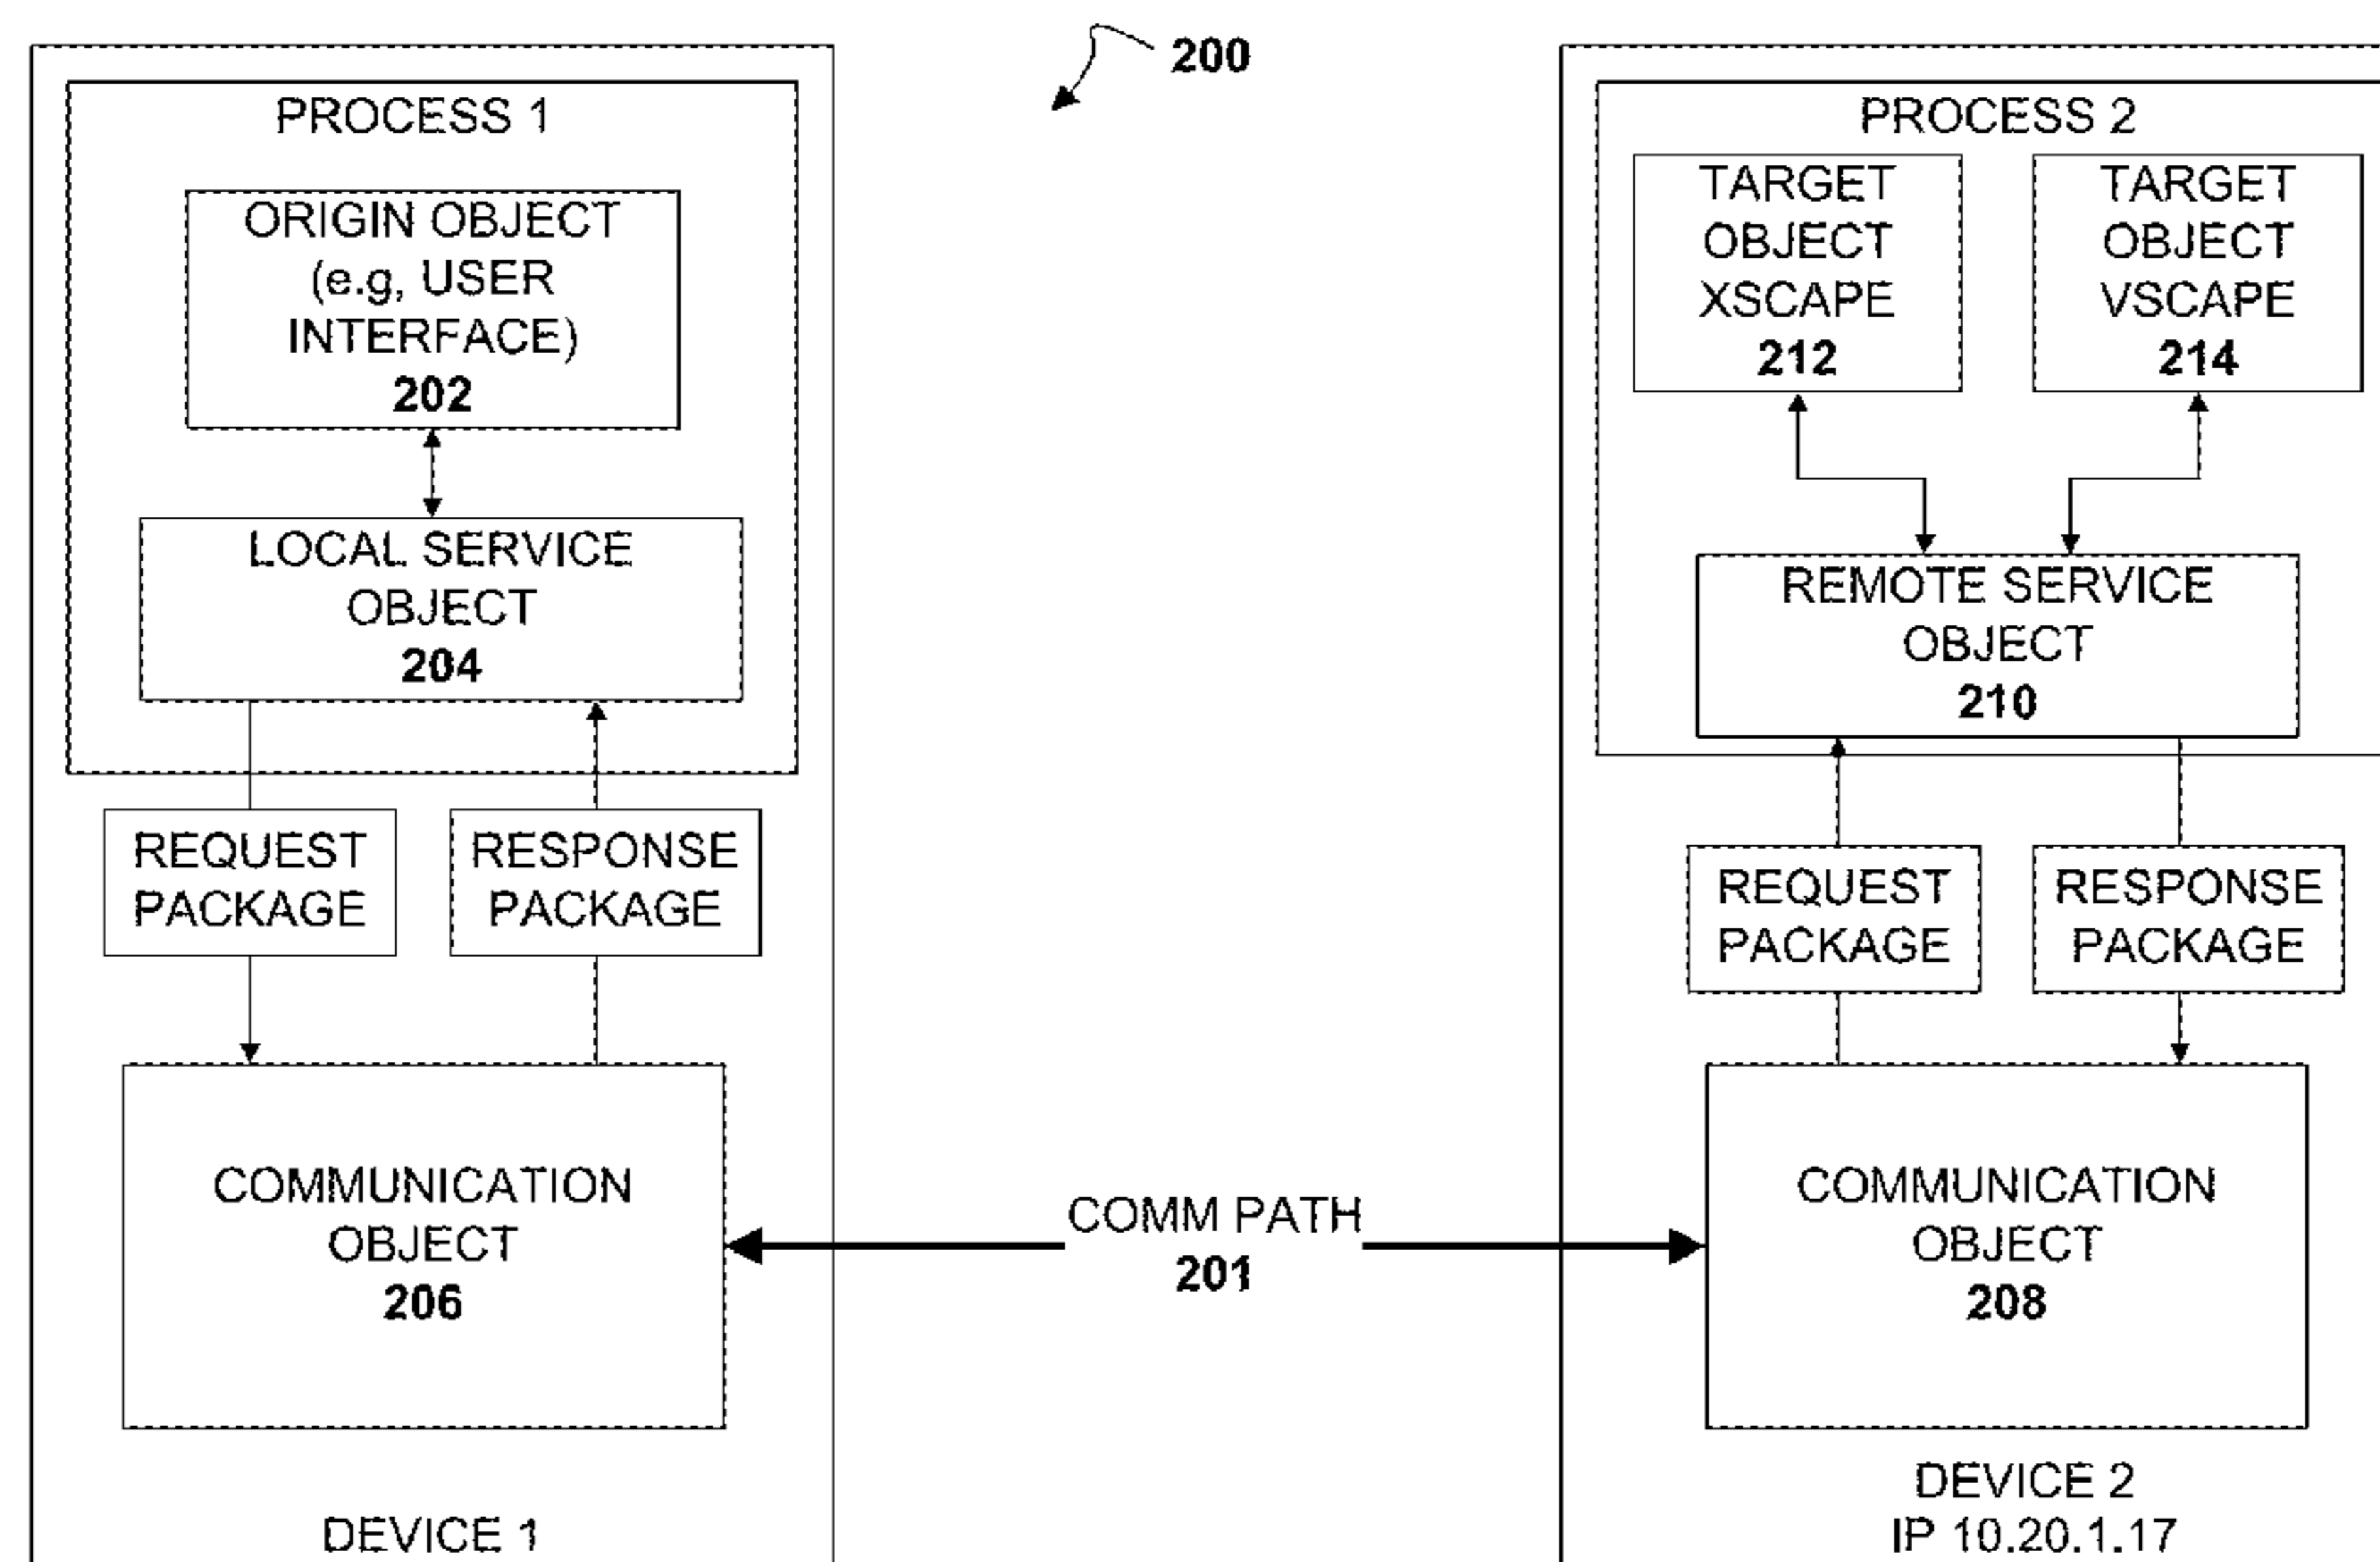 200
PROCESS 1
ORIGIN OBJECT
(e.g, USER
INTERFACE)
202
LOCAL SERVICE
OBJECT
204
REQUEST
PACKAGE
RESPONSE
PACKAGE
COMMUNICATION
OBJECT
206
DEVICE 1
COMM PATH
201
PROCESS 2
TARGET
OBJECT
XSCAPE
212
TARGET
OBJECT
VSCAPE
214
REMOTE SERVICE
OBJECT
210
REQUEST
PACKAGE
RESPONSE
PACKAGE
COMMUNICATION
OBJECT
208
DEVICE 2
IP 10.20.1.17